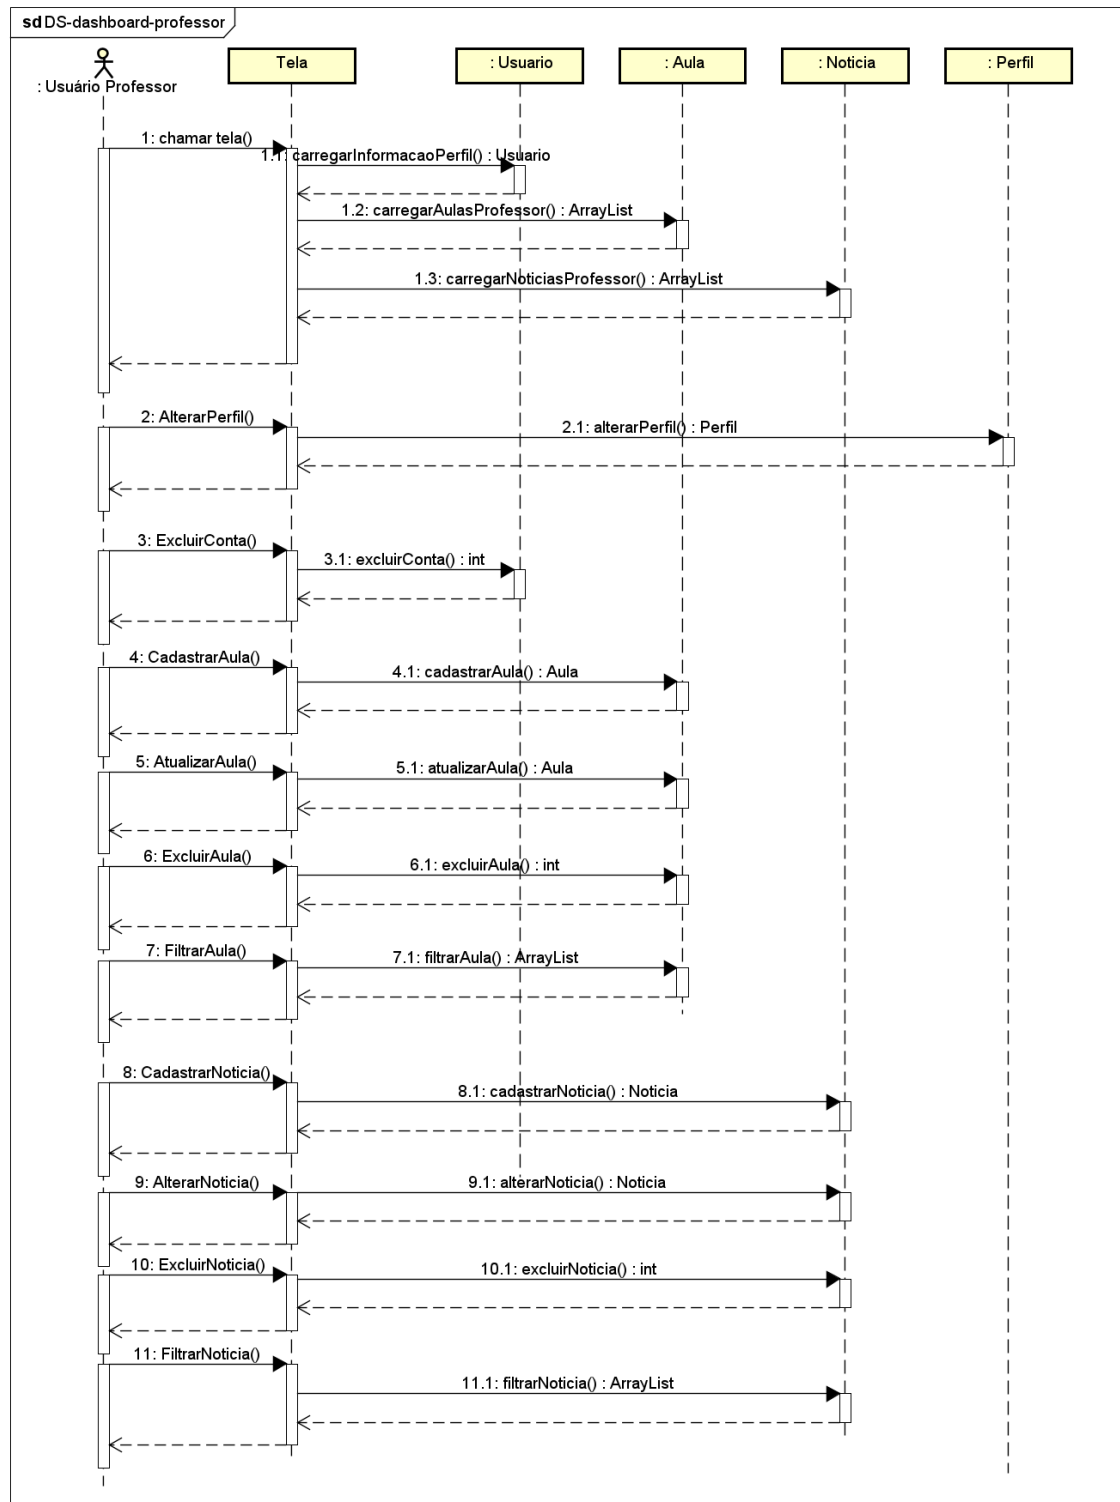 sd DS-dashboard-professor
: Usuário Professor
Tela
: Usuario
: Aula
: Noticia
: Perfil
1: chamar tela()
1.1: carregarInformacaoPerfil() : Usuario
1.2: carregarAulasProfessor() : ArrayList
1.3: carregarNoticiasProfessor() : ArrayList
2: AlterarPerfil()
2.1: alterarPerfil() : Perfil
3: ExcluirConta()
3.1: excluirConta() : int
4: CadastrarAula()
4.1: cadastrarAula() : Aula
5: AtualizarAula()
5.1: atualizarAula() : Aula
6: ExcluirAula()
6.1: excluirAula() : int
7: FiltrarAula()
7.1: filtrarAula() : ArrayList
8: CadastrarNoticia()
8.1: cadastrarNoticia() : Noticia
9: AlterarNoticia()
9.1: alterarNoticia() : Noticia
10: ExcluirNoticia()
10.1: excluirNoticia() : int
11: FiltrarNoticia()
11.1: filtrarNoticia() : ArrayList